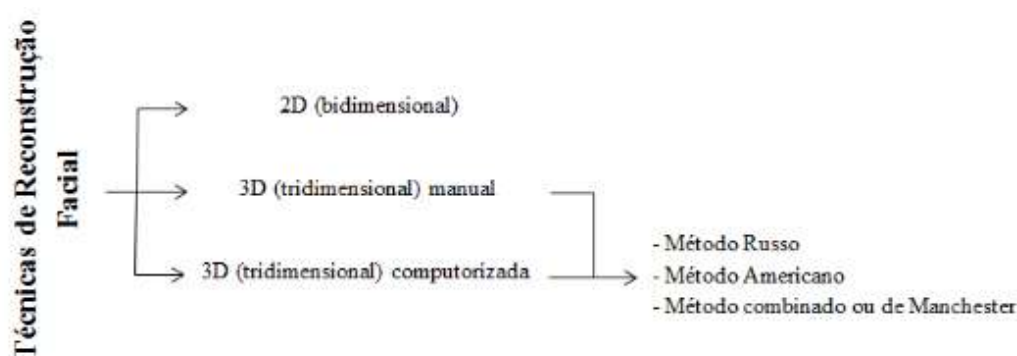 Técnicas de Reconstrução
Facial
2D (bidimensional)
3D (tridimensional) manual
3D (tridimensional) computorizada
- Método Russo
- Método Americano
- Método combinado ou de Manchester